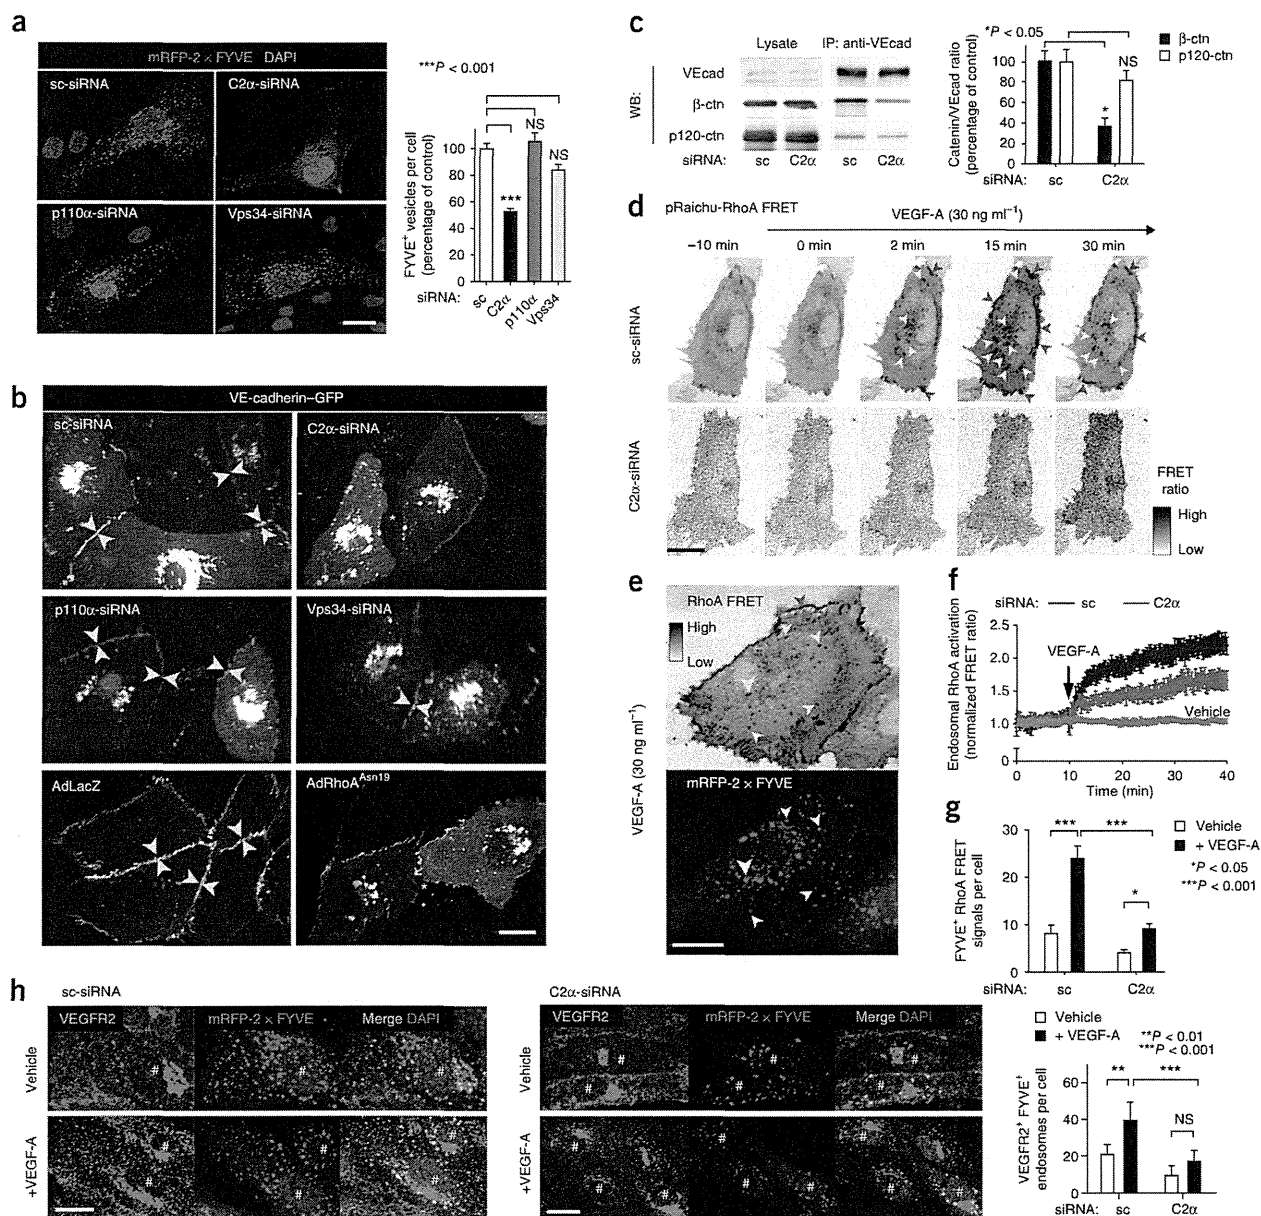 a
mRFP-2 × FYVE DAPI
sc-siRNA
C2α-siRNA
p110α-siRNA
Vps34-siRNA
***P < 0.001
NS
NS
***
FYVE+ vesicles per cell
(percentage of control)
100
80
60
40
20
0
siRNA:
sc
C2α
p110α
Vps34
b
VE-cadherin–GFP
sc-siRNA
C2α-siRNA
*
p110α-siRNA
Vps34-siRNA
AdLacZ
AdRhoA^Asn19
*
c
Lysate
IP: anti-VEcad
WB:
VEcad
β-ctn
p120-ctn
siRNA: sc C2α sc C2α
*P < 0.05
β-ctn
p120-ctn
NS
*
Catenin/VEcad ratio
(percentage of control)
100
80
60
40
20
0
siRNA: sc C2α
d
pRaichu-RhoA FRET
VEGF-A (30 ng ml−1)
−10 min 0 min 2 min 15 min 30 min
sc-siRNA
C2α-siRNA
FRET
ratio
High
Low
e
VEGF-A (30 ng ml−1)
RhoA FRET
High
Low
mRFP-2 × FYVE
f
siRNA: sc C2α
Endosomal RhoA activation
(normalized FRET ratio)
2.5
2.0
1.5
1.0
0
VEGF-A
Vehicle
0 10 20 30 40
Time (min)
g
*** ***
*
Vehicle
+ VEGF-A
*P < 0.05
***P < 0.001
FYVE+ RhoA FRET
signals per cell
30
20
10
0
siRNA: sc C2α
h
sc-siRNA
VEGFR2 mRFP-2 × FYVE Merge DAPI
Vehicle
# # #
+VEGF-A
# # #
# # #
C2α-siRNA
VEGFR2 mRFP-2 × FYVE Merge DAPI
Vehicle
# # #
# # #
+VEGF-A
# # #
# # #
Vehicle
+ VEGF-A
**P < 0.01
***P < 0.001
** ***
NS
VEGFR2+ FYVE+
endosomes per cell
60
40
20
0
siRNA: sc C2α